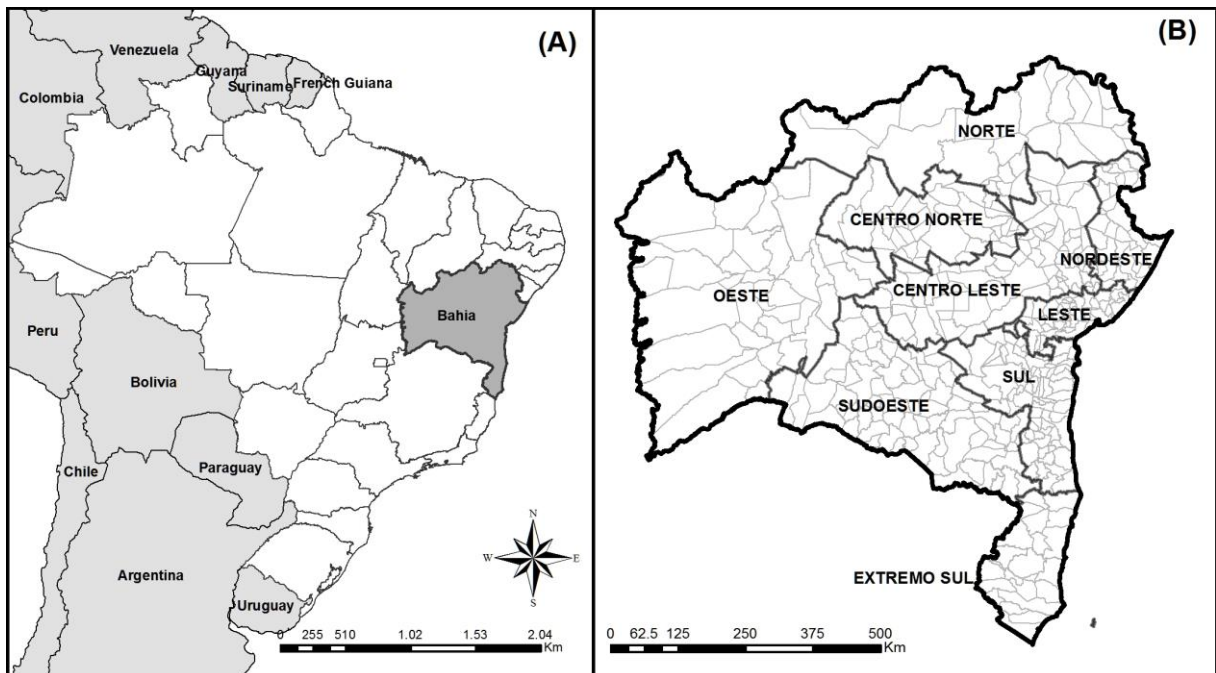 (A)
Venezuela
Guyana
Suriname
French Guiana
Colombia
Bahia
Peru
Bolivia
Chile
Paraguay
Argentina
Uruguay
N
W
E
S
0 255 510 1.02 1.53 2.04
Km
(B)
NORTE
CENTRO NORTE
NORDESTE
OESTE
CENTRO LESTE
LESTE
SUL
SUDOESTE
EXTREMO SUL
0 62.5 125 250 375 500
Km